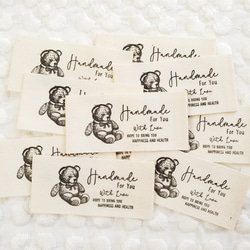 Handmade
For You
With Love
HOPE TO BRING YOU
HAPPINESS AND HEALTH